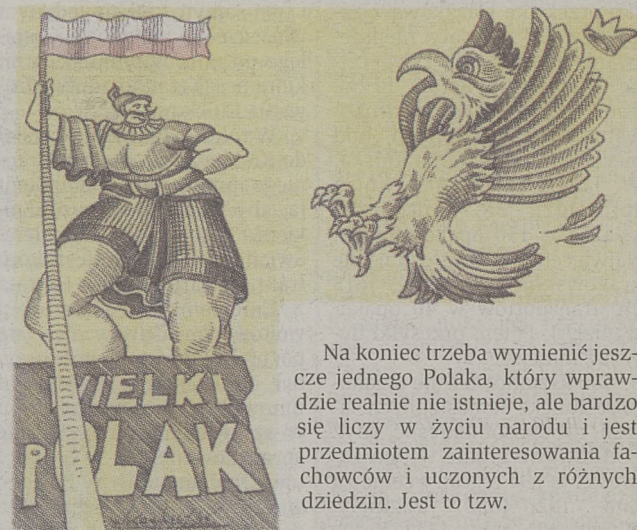 WIELKI
POLAK
Na koniec trzeba wymienić jesz-
cze jednego Polaka, który wpraw-
dzie realnie nie istnieje, ale bardzo
się liczy w życiu narodu i jest
przedmiotem zainteresowania fa-
chowców i uczonych z różnych
dziedzin. Jest to tzw.